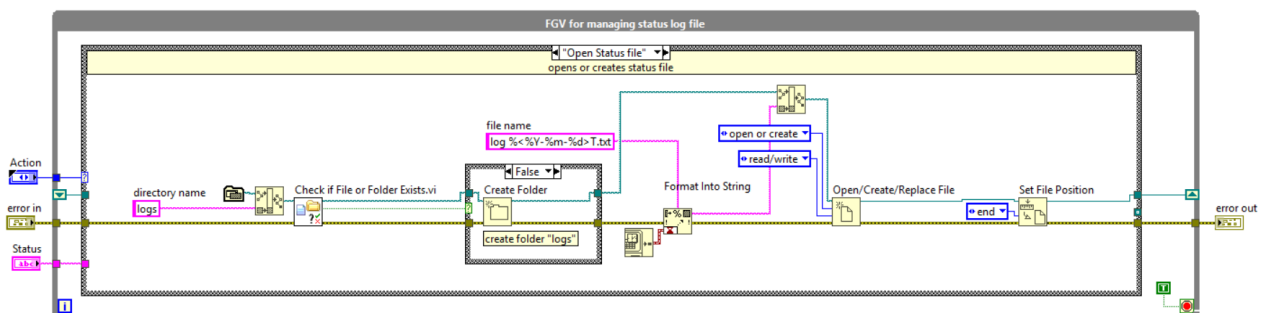 FGV for managing status log file
"Open Status file"
opens or creates status file
file name
log %<%Y-%m-%d>T.txt
open or create
read/write
Action
directory name
logs
Check if File or Folder Exists.vi
False
Create Folder
create folder "logs"
Format Into String
Open/Create/Replace File
Set File Position
end
error in
error out
Status
abc
i
T